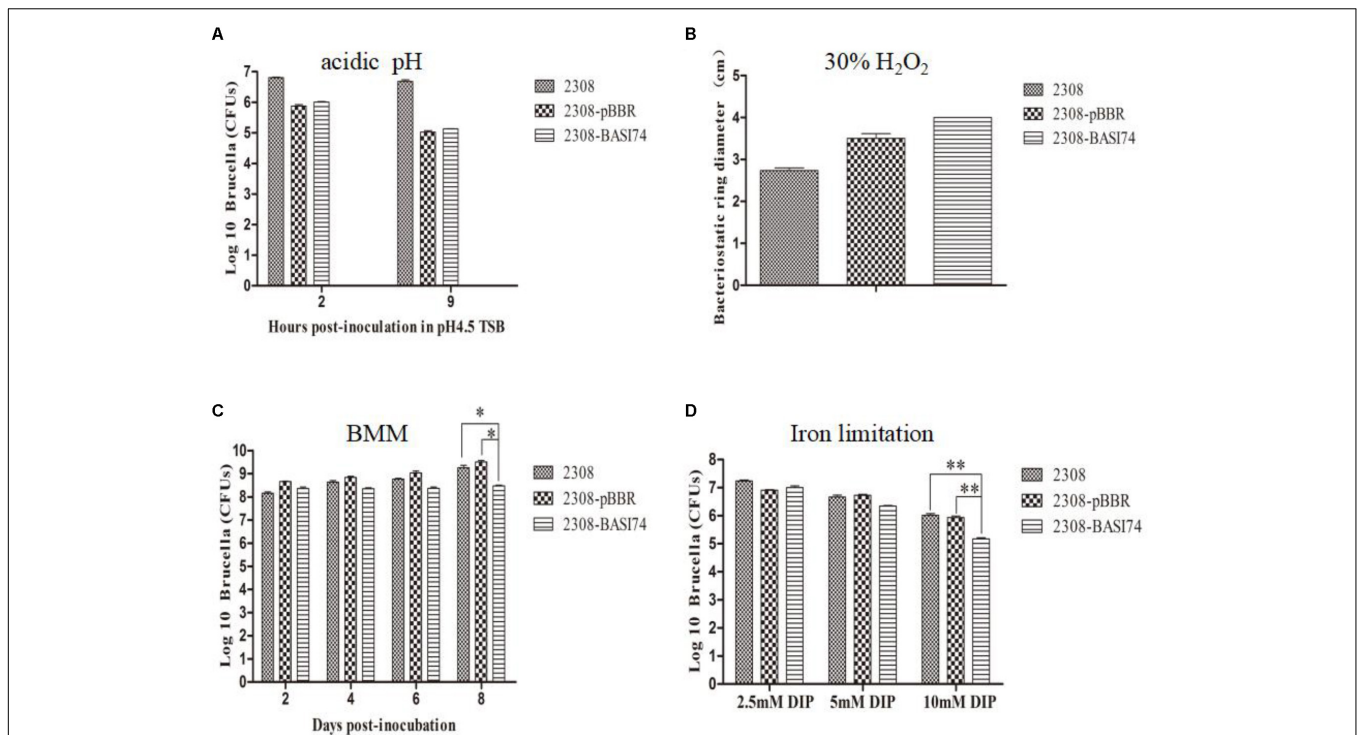 A
acidic pH
Log 10 Brucella (CFUs)
7
6
5
4
3
2
1
0
2
9
Hours post-inoculation in pH4.5 TSB
2308
2308-pBBR
2308-BASI74
B
30% H₂O₂
Bacteriostatic ring diameter (cm)
5
4
3
2
1
0
2308
2308-pBBR
2308-BASI74
C
BMM
Log 10 Brucella (CFUs)
10
9
8
7
6
5
4
3
2
1
0
*
*
2
4
6
8
Days post-inocubation
2308
2308-pBBR
2308-BASI74
D
Iron limitation
Log 10 Brucella (CFUs)
8
7
6
5
4
3
2
1
0
**
**
2.5mM DIP
5mM DIP
10mM DIP
2308
2308-pBBR
2308-BASI74